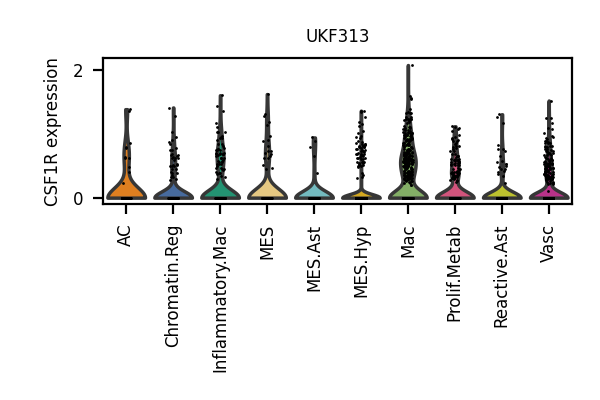 UKF313
CSF1R expression
2
0
AC
Chromatin.Reg
Inflammatory.Mac
MES
MES.Ast
MES.Hyp
Mac
Prolif.Metab
Reactive.Ast
Vasc